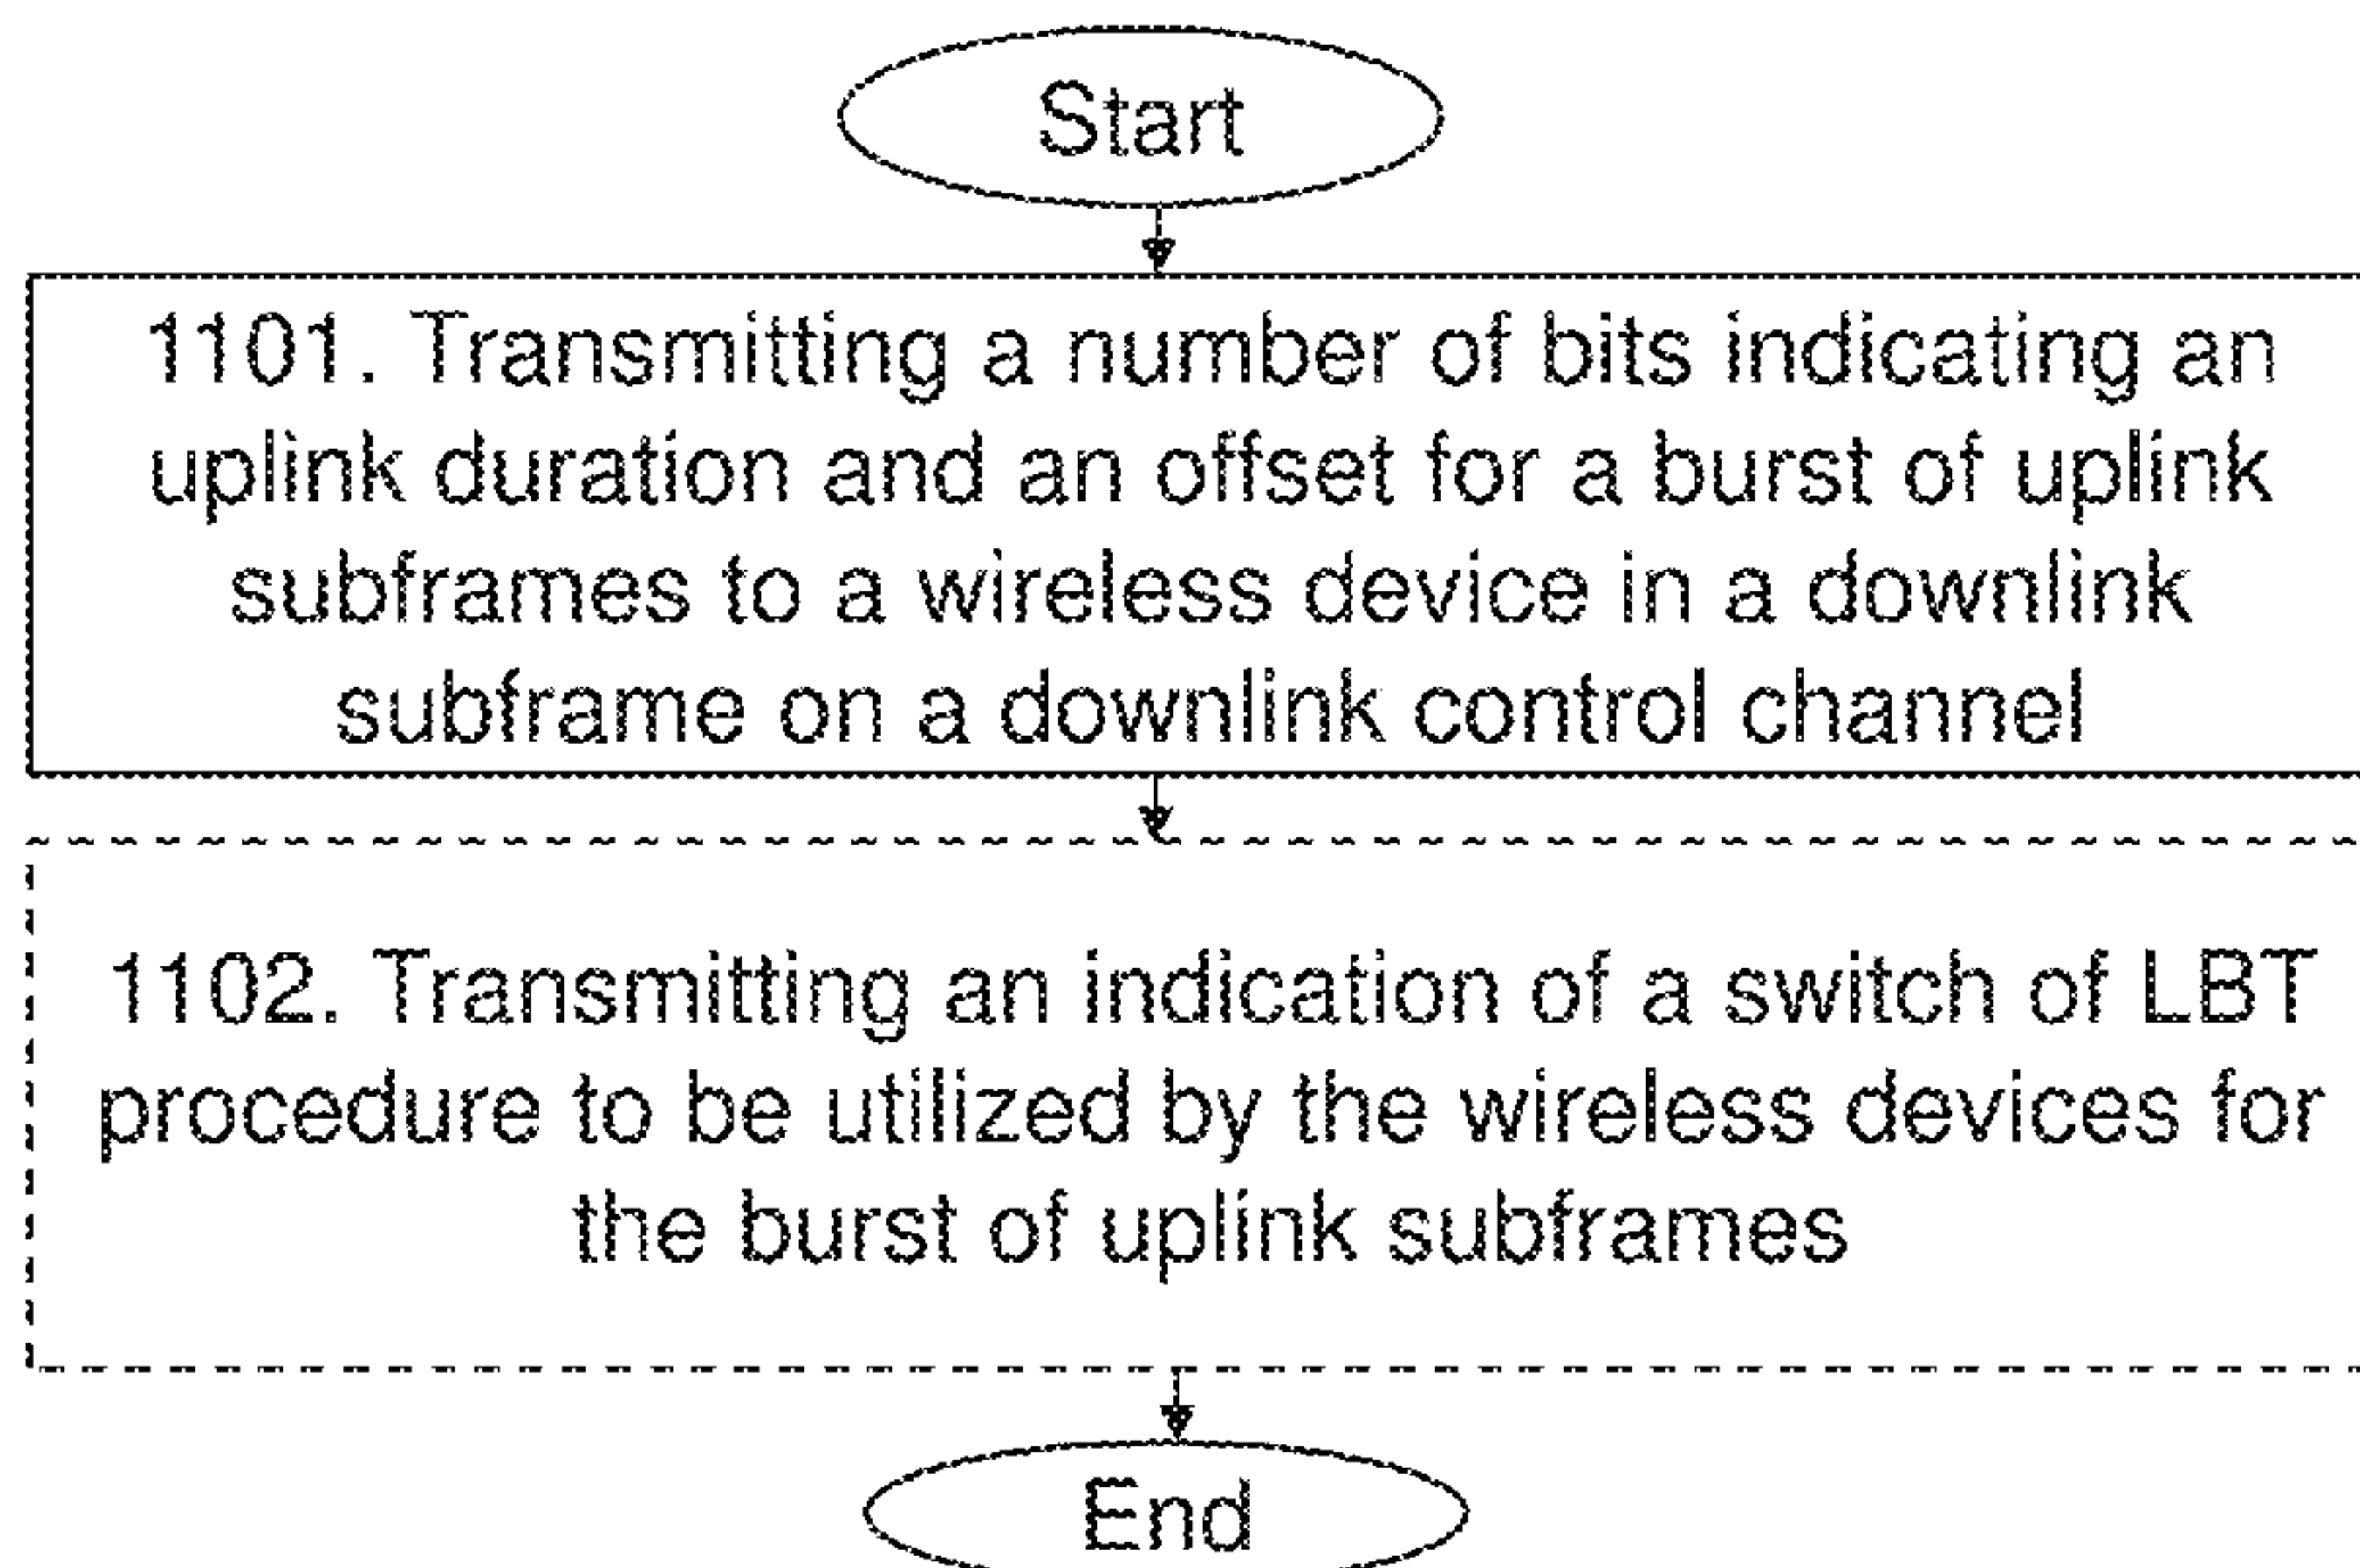 Start
1101. Transmitting a number of bits indicating an
uplink duration and an offset for a burst of uplink
subframes to a wireless device in a downlink
subframe on a downlink control channel
1102. Transmitting an indication of a switch of LBT
procedure to be utilized by the wireless devices for
the burst of uplink subframes
End